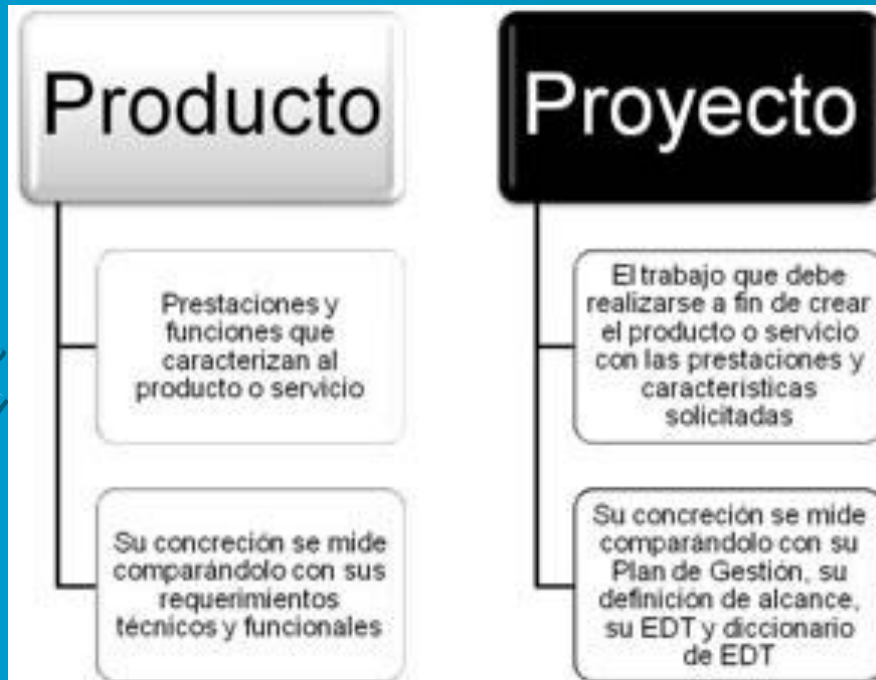 Producto
Prestaciones y
funciones que
caracterizan al
producto o servicio
Su concreción se mide
comparándolo con sus
requerimientos
técnicos y funcionales
Proyecto
El trabajo que debe
realizarse a fin de crear
el producto o servicio
con las prestaciones y
características
solicitadas
Su concreción se mide
comparándolo con su
Plan de Gestión, su
definición de alcance,
su EDT y diccionario
de EDT